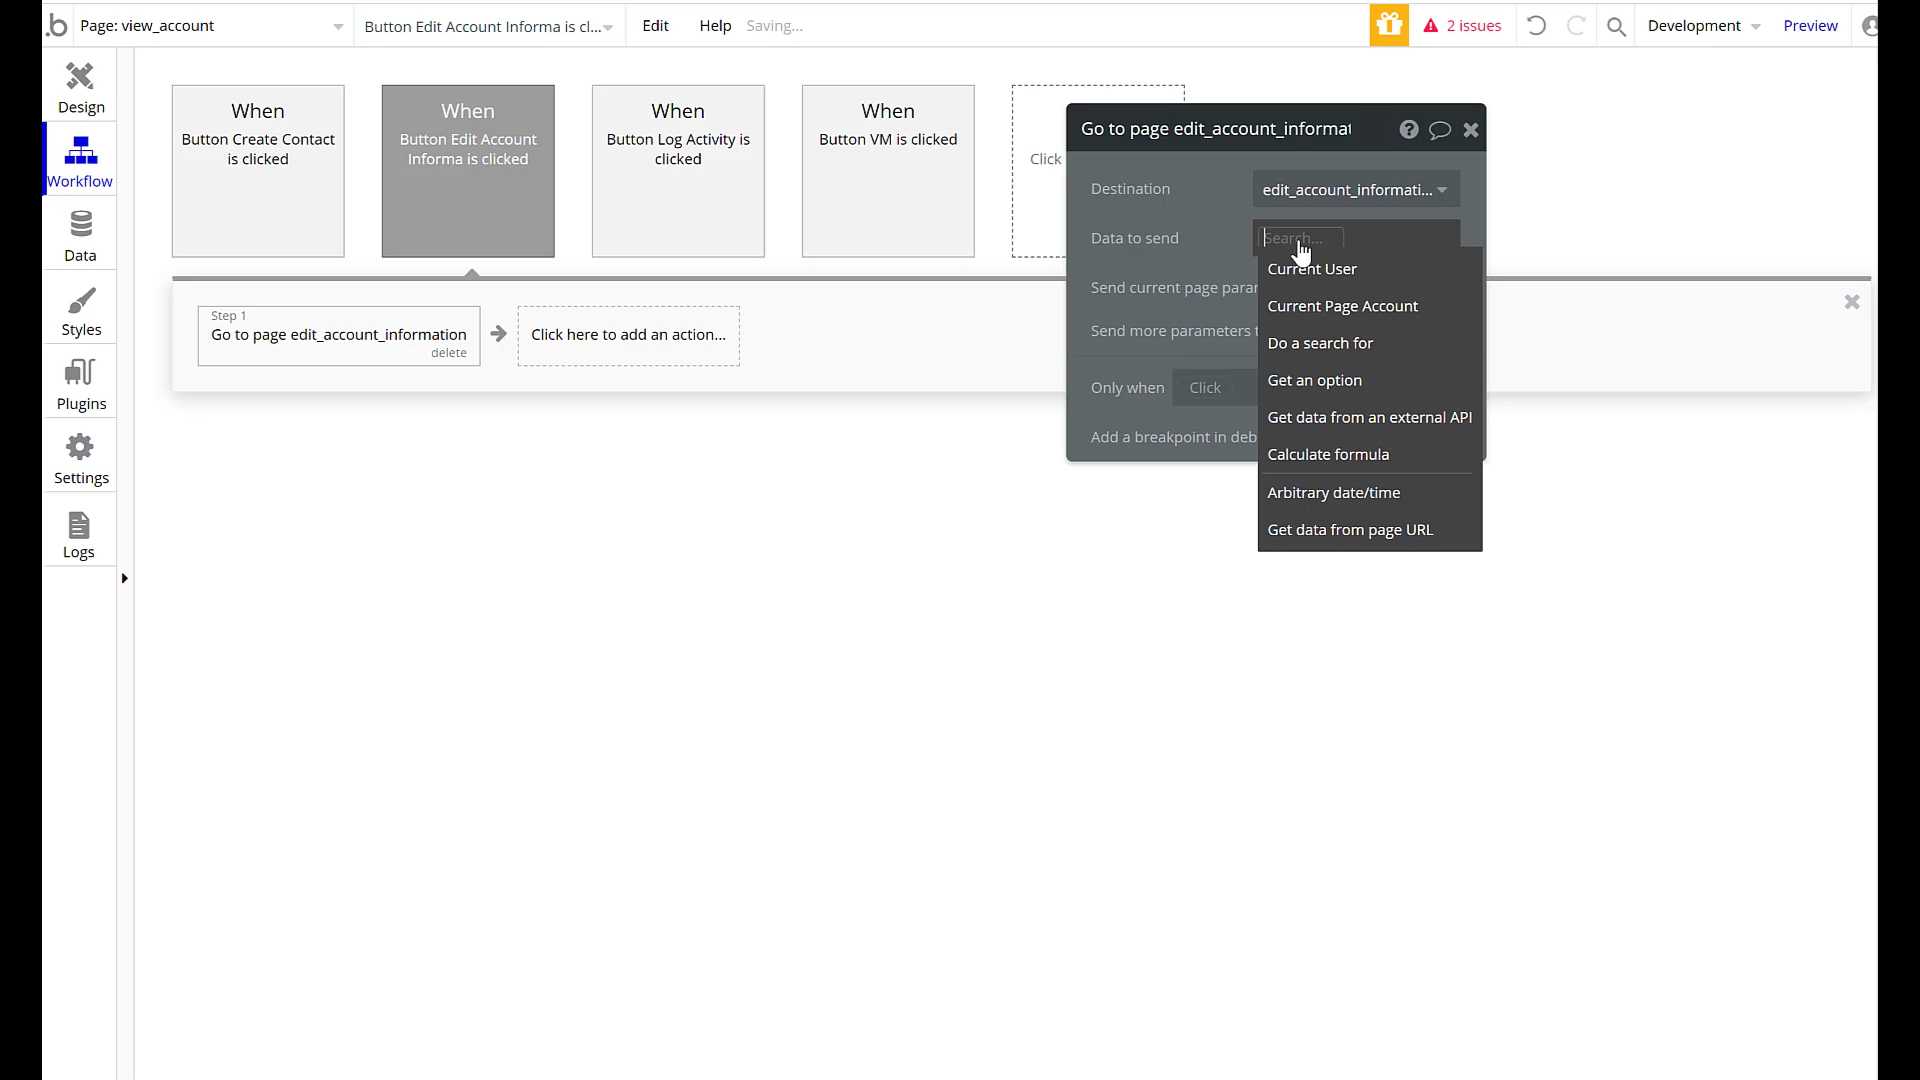 .b
Page: view_account
Button Edit Account Informa is cl...
Edit
Help
Saving...
2 issues
Development
Preview
Design
Workflow
Data
Styles
Plugins
Settings
Logs
When
Button Create Contact
is clicked
When
Button Edit Account
Informa is clicked
When
Button Log Activity is
clicked
When
Button VM is clicked
Click
Step 1
Go to page edit_account_information
delete
Click here to add an action...
Go to page edit_account_informat
Destination
edit_account_informati...
Data to send
Search...
Send current page para
Send more parameters t
Only when
Click
Add a breakpoint in deb
Current User
Current Page Account
Do a search for
Get an option
Get data from an external API
Calculate formula
Arbitrary date/time
Get data from page URL